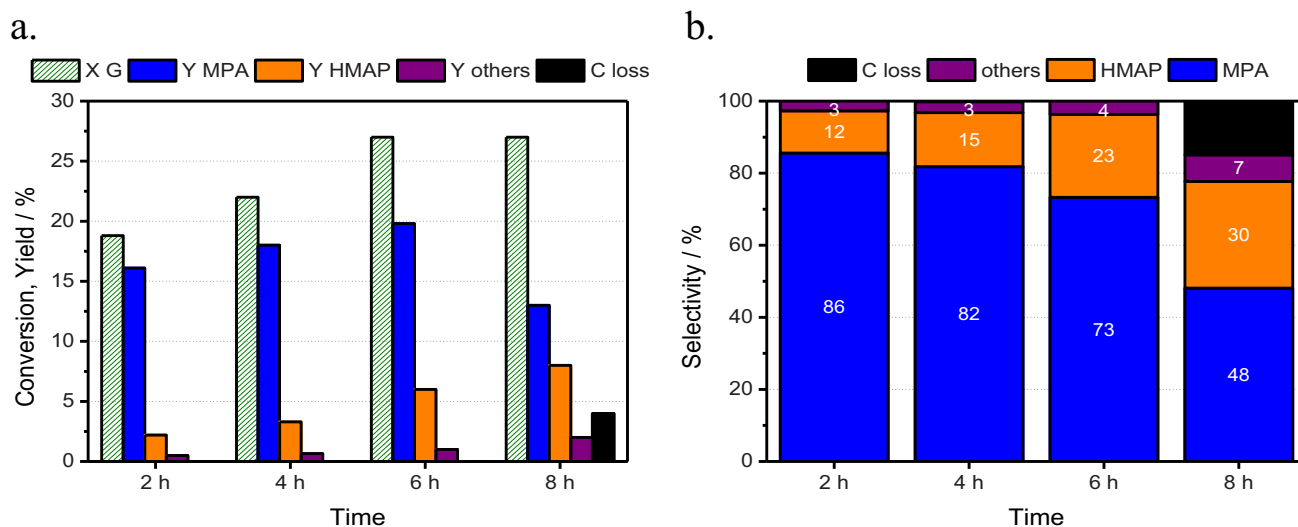 a.
X G Y MPA Y HMAP Y others C loss
30
25
20
15
10
5
0
Conversion, Yield / %
2 h 4 h 6 h 8 h
Time
b.
C loss others HMAP MPA
100
80
60
40
20
0
Selectivity / %
3 3 4 7
12 15 23 30
86 82 73 48
2 h 4 h 6 h 8 h
Time